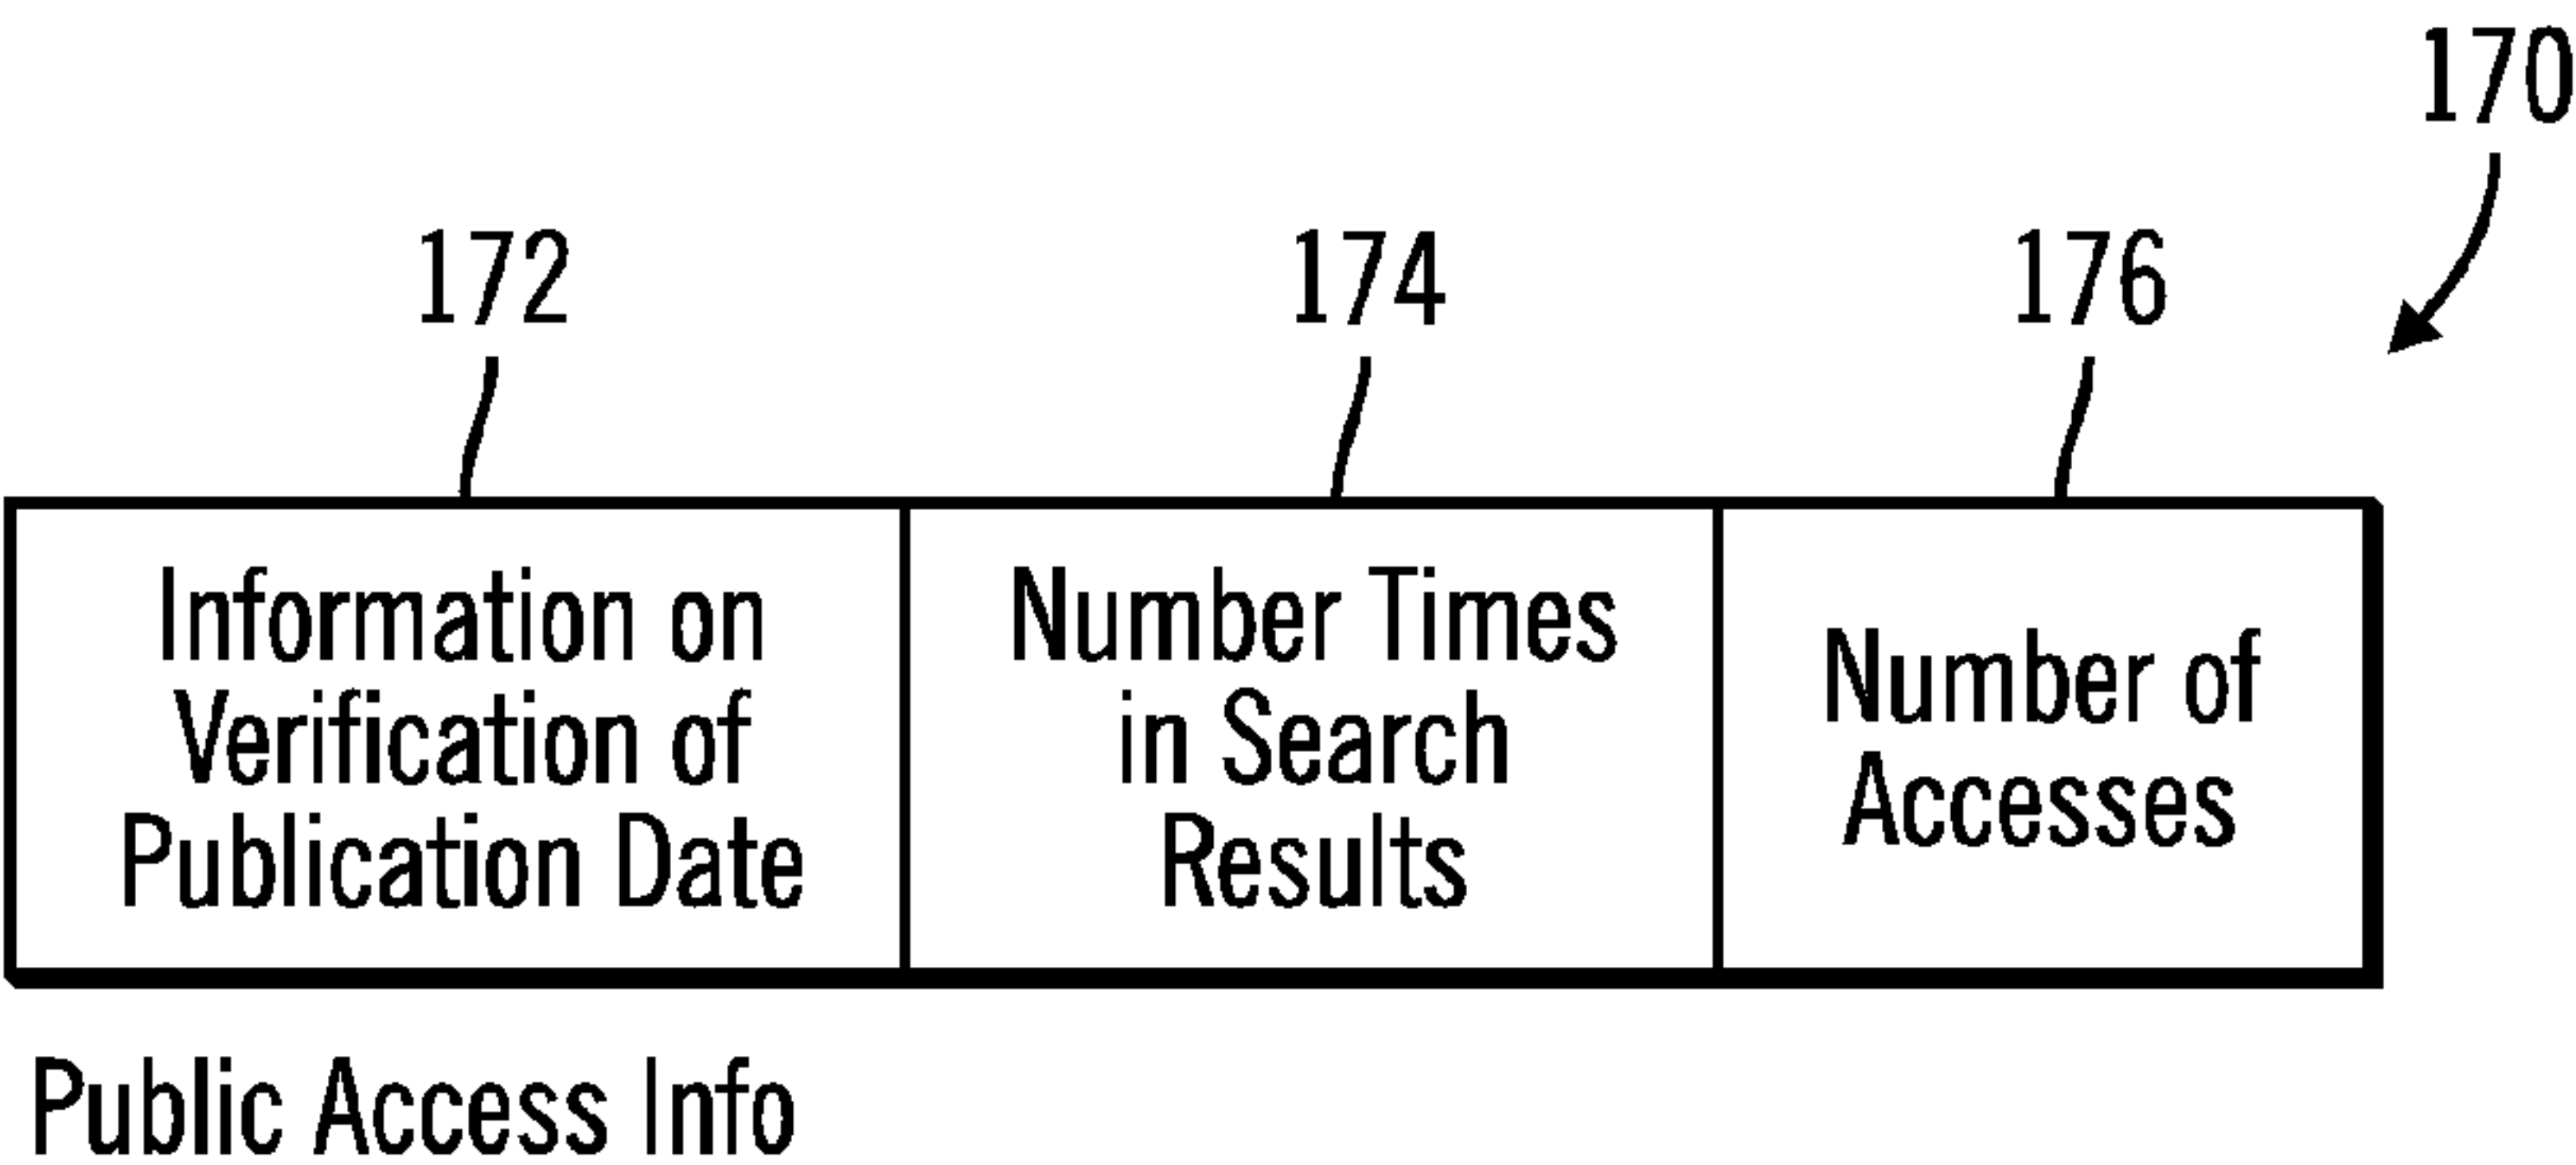 170
172
174
176
Information on
Verification of
Publication Date
Number Times
in Search
Results
Number of
Accesses
Public Access Info